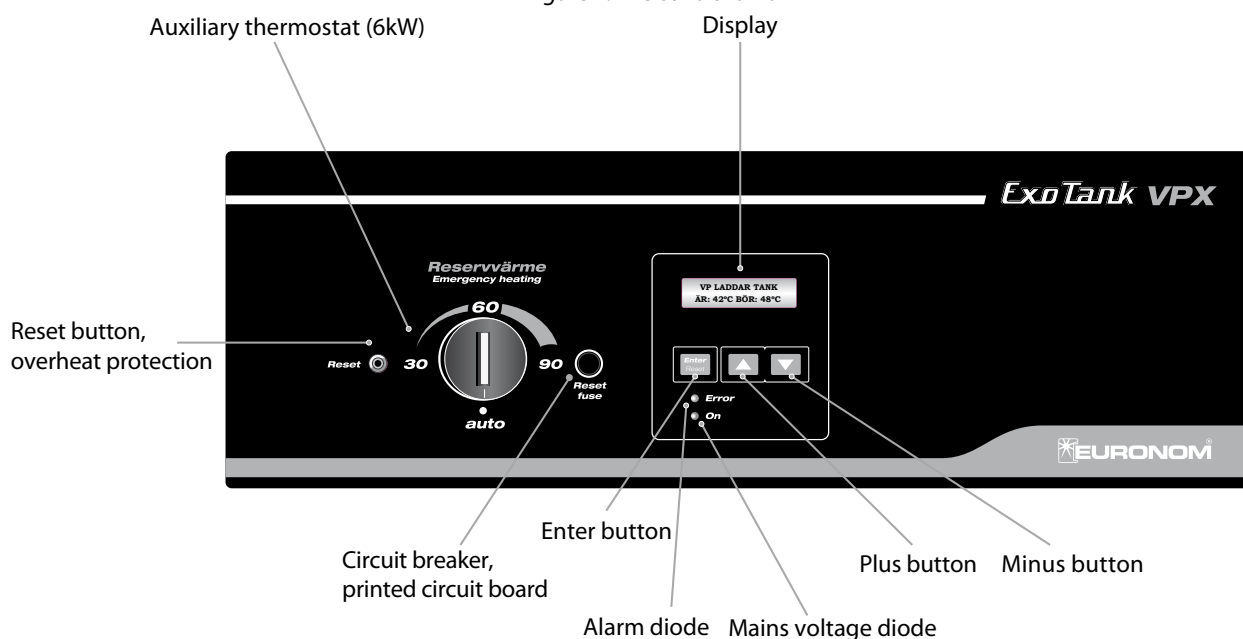 Auxiliary thermostat (6kW)
Display
ExoTank VPX
Reservvärme
Emergency heating
VP LADDAR TANK
ÄR: 42°C BÖR: 48°C
60
Reset button,
overheat protection
Reset
30
90
Reset
fuse
auto
Enter
Reset
Error
On
EURONOM®
Enter button
Circuit breaker,
printed circuit board
Plus button
Minus button
Alarm diode
Mains voltage diode